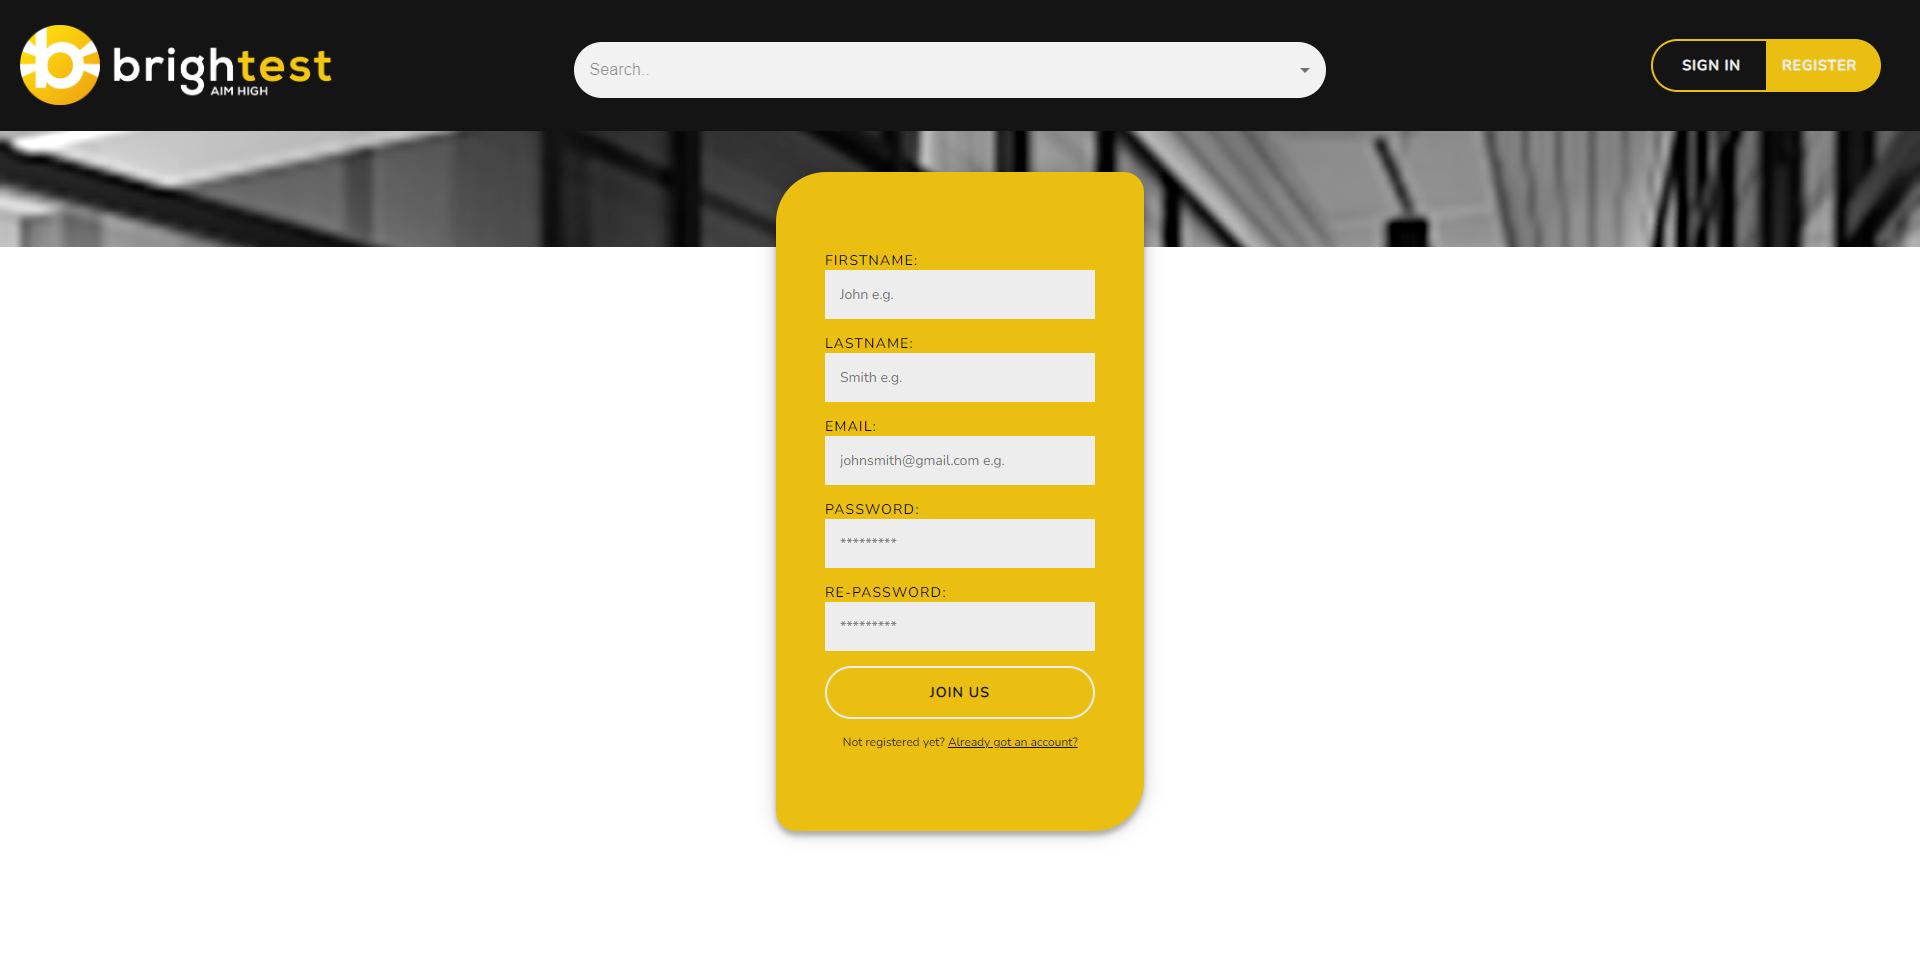 brightest
AIM HIGH
Search..
SIGN IN
REGISTER
FIRSTNAME:
John e.g.
LASTNAME:
Smith e.g.
EMAIL:
johnsmith@gmail.com e.g.
PASSWORD:
*********
RE-PASSWORD:
*********
JOIN US
Not registered yet? Already got an account?